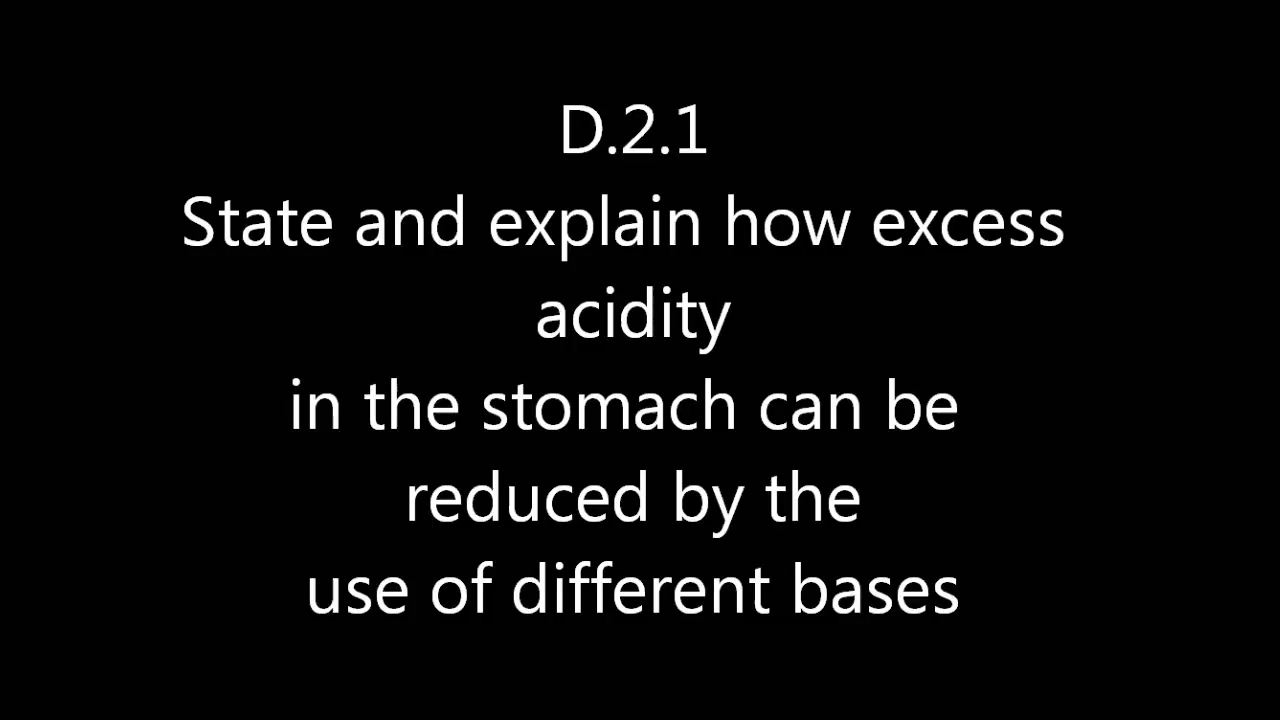 D.2.1
State and explain how excess
acidity
in the stomach can be
reduced by the
use of different bases